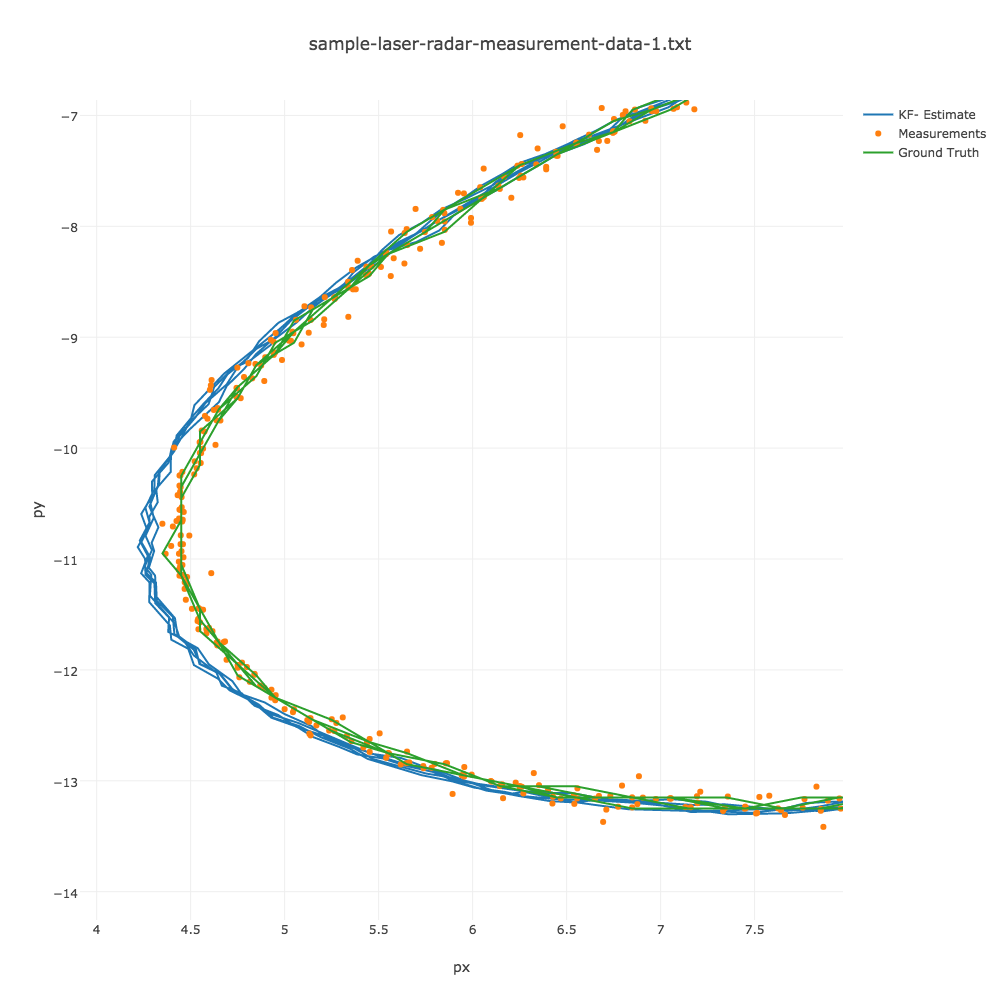 sample-laser-radar-measurement-data-1.txt
KF- Estimate
Measurements
Ground Truth
−7
−8
−9
−10
−11
−12
−13
−14
py
4
4.5
5
5.5
6
6.5
7
7.5
px